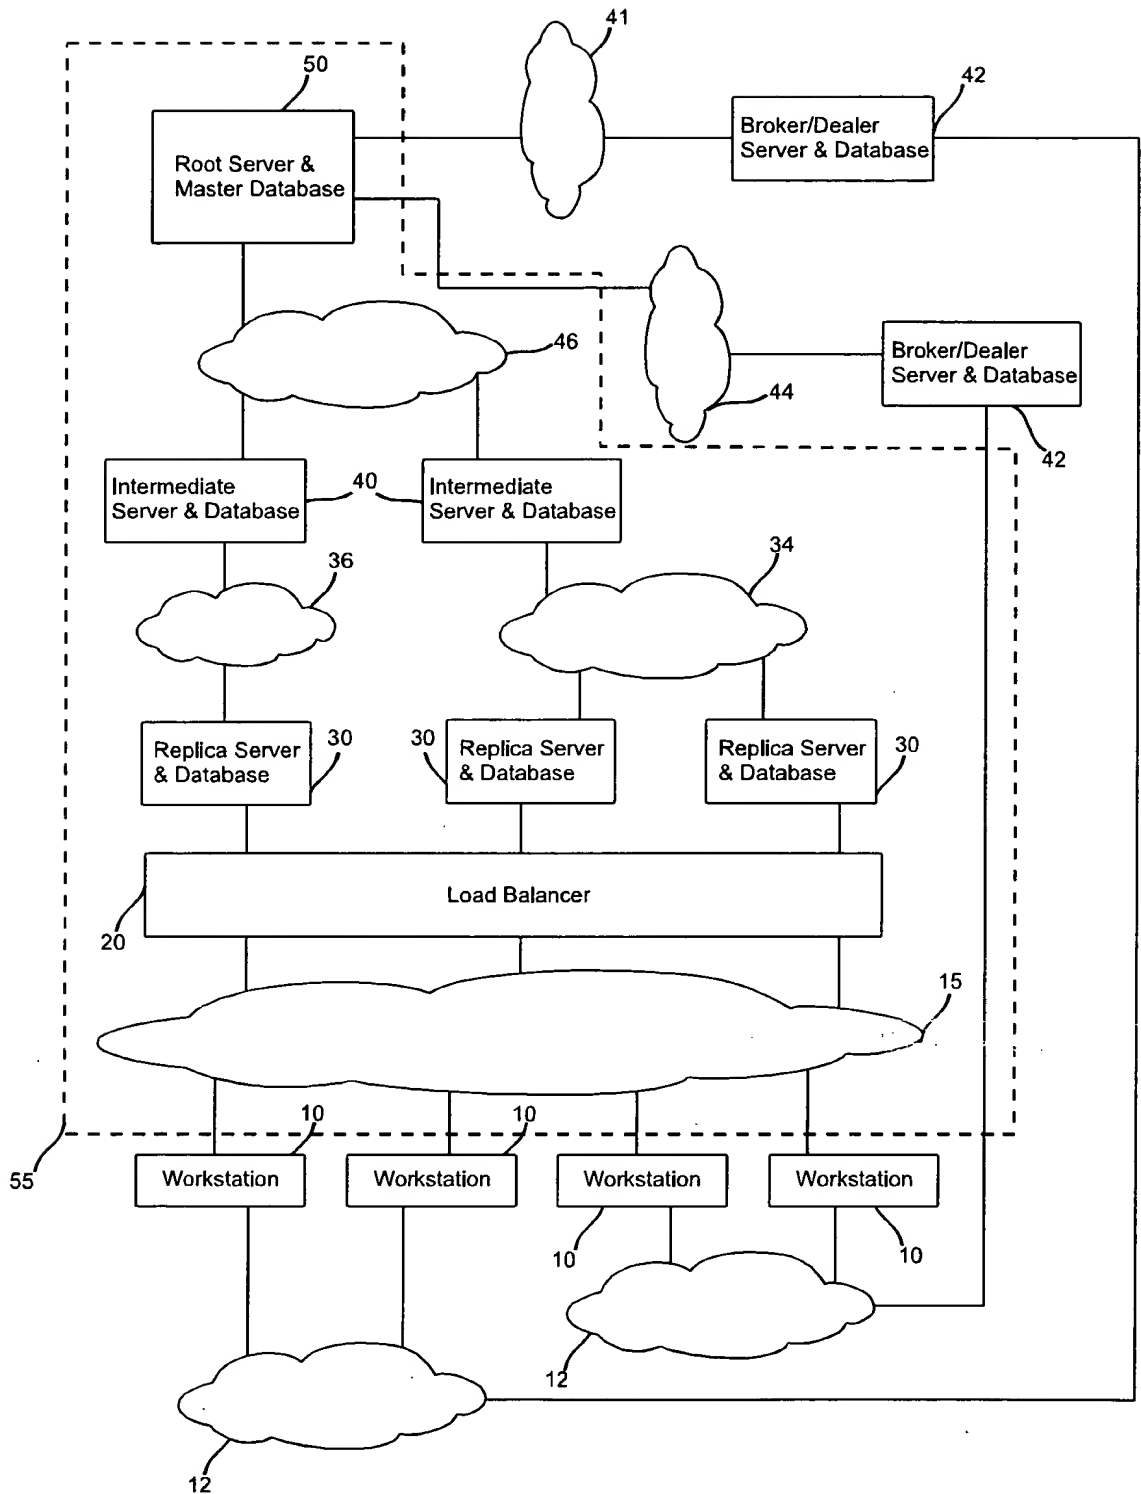 41
50
42
Broker/Dealer
Server & Database
Root Server &
Master Database
46
Broker/Dealer
Server & Database
44
42
Intermediate
Server & Database
40
Intermediate
Server & Database
36
34
Replica Server
& Database
30
30
Replica Server
& Database
Replica Server
& Database
30
Load Balancer
20
15
10
10
55
Workstation
Workstation
Workstation
Workstation
10
10
12
12